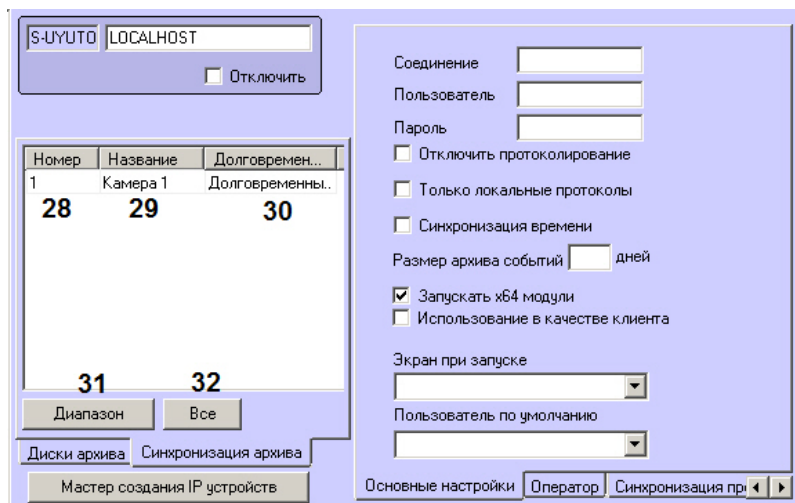 S-UYUTO LOCALHOST
Отключить
Номер Название Долговремен...
1 Камера 1 Долговременны..
28 29 30
31 32
Диапазон Все
Диски архива Синхронизация архива
Мастер создания IP устройств
Соединение
Пользователь
Пароль
Отключить протоколирование
Только локальные протоколы
Синхронизация времени
Размер архива событий дней
Запускать x64 модули
Использование в качестве клиента
Экран при запуске
Пользователь по умолчанию
Основные настройки Оператор Синхронизация пр